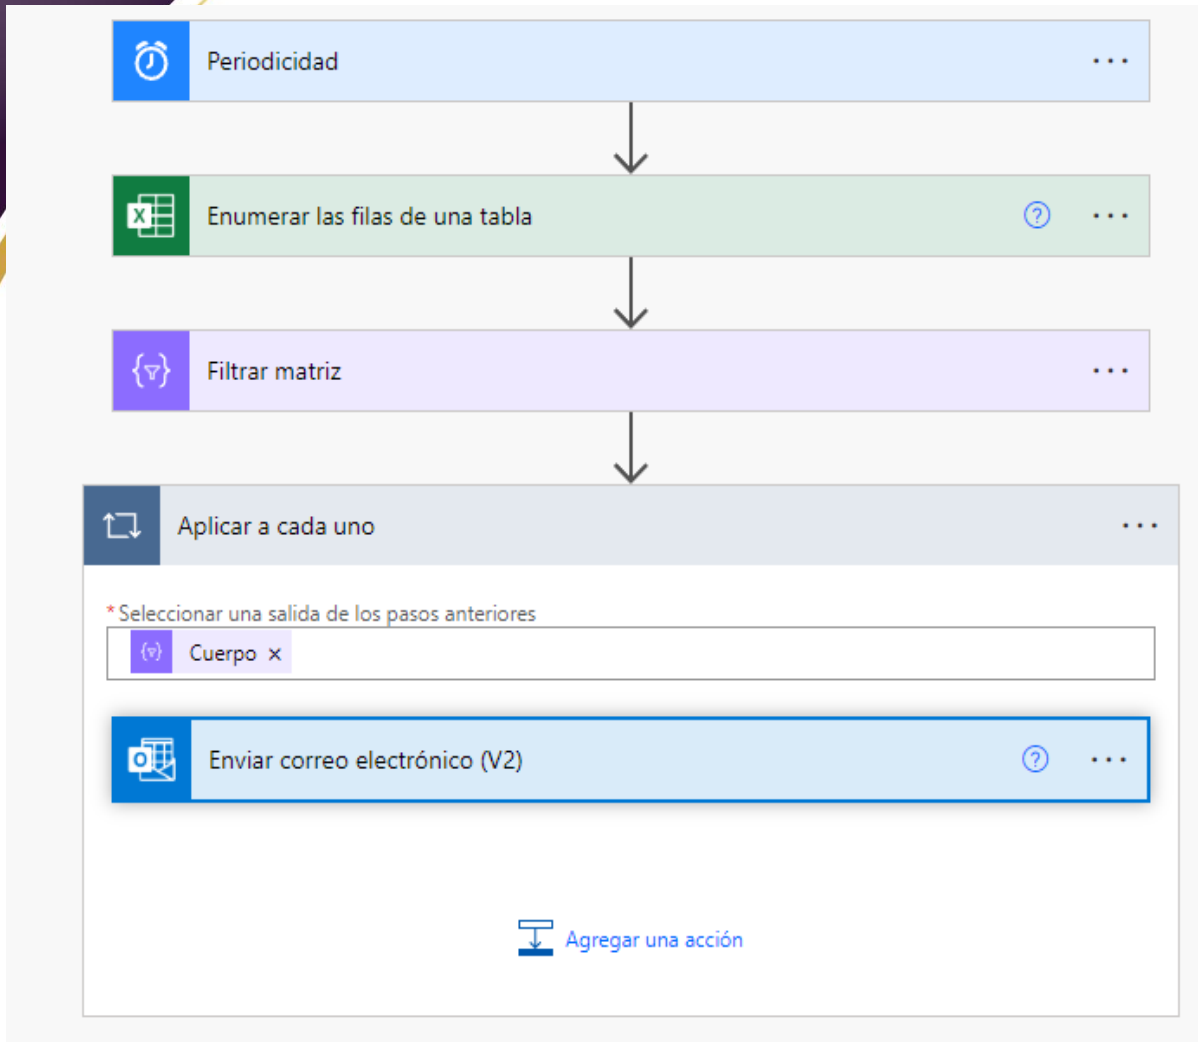 Periodicidad
Enumerar las filas de una tabla
Filtrar matriz
Aplicar a cada uno
* Seleccionar una salida de los pasos anteriores
Cuerpo ×
Enviar correo electrónico (V2)
Agregar una acción